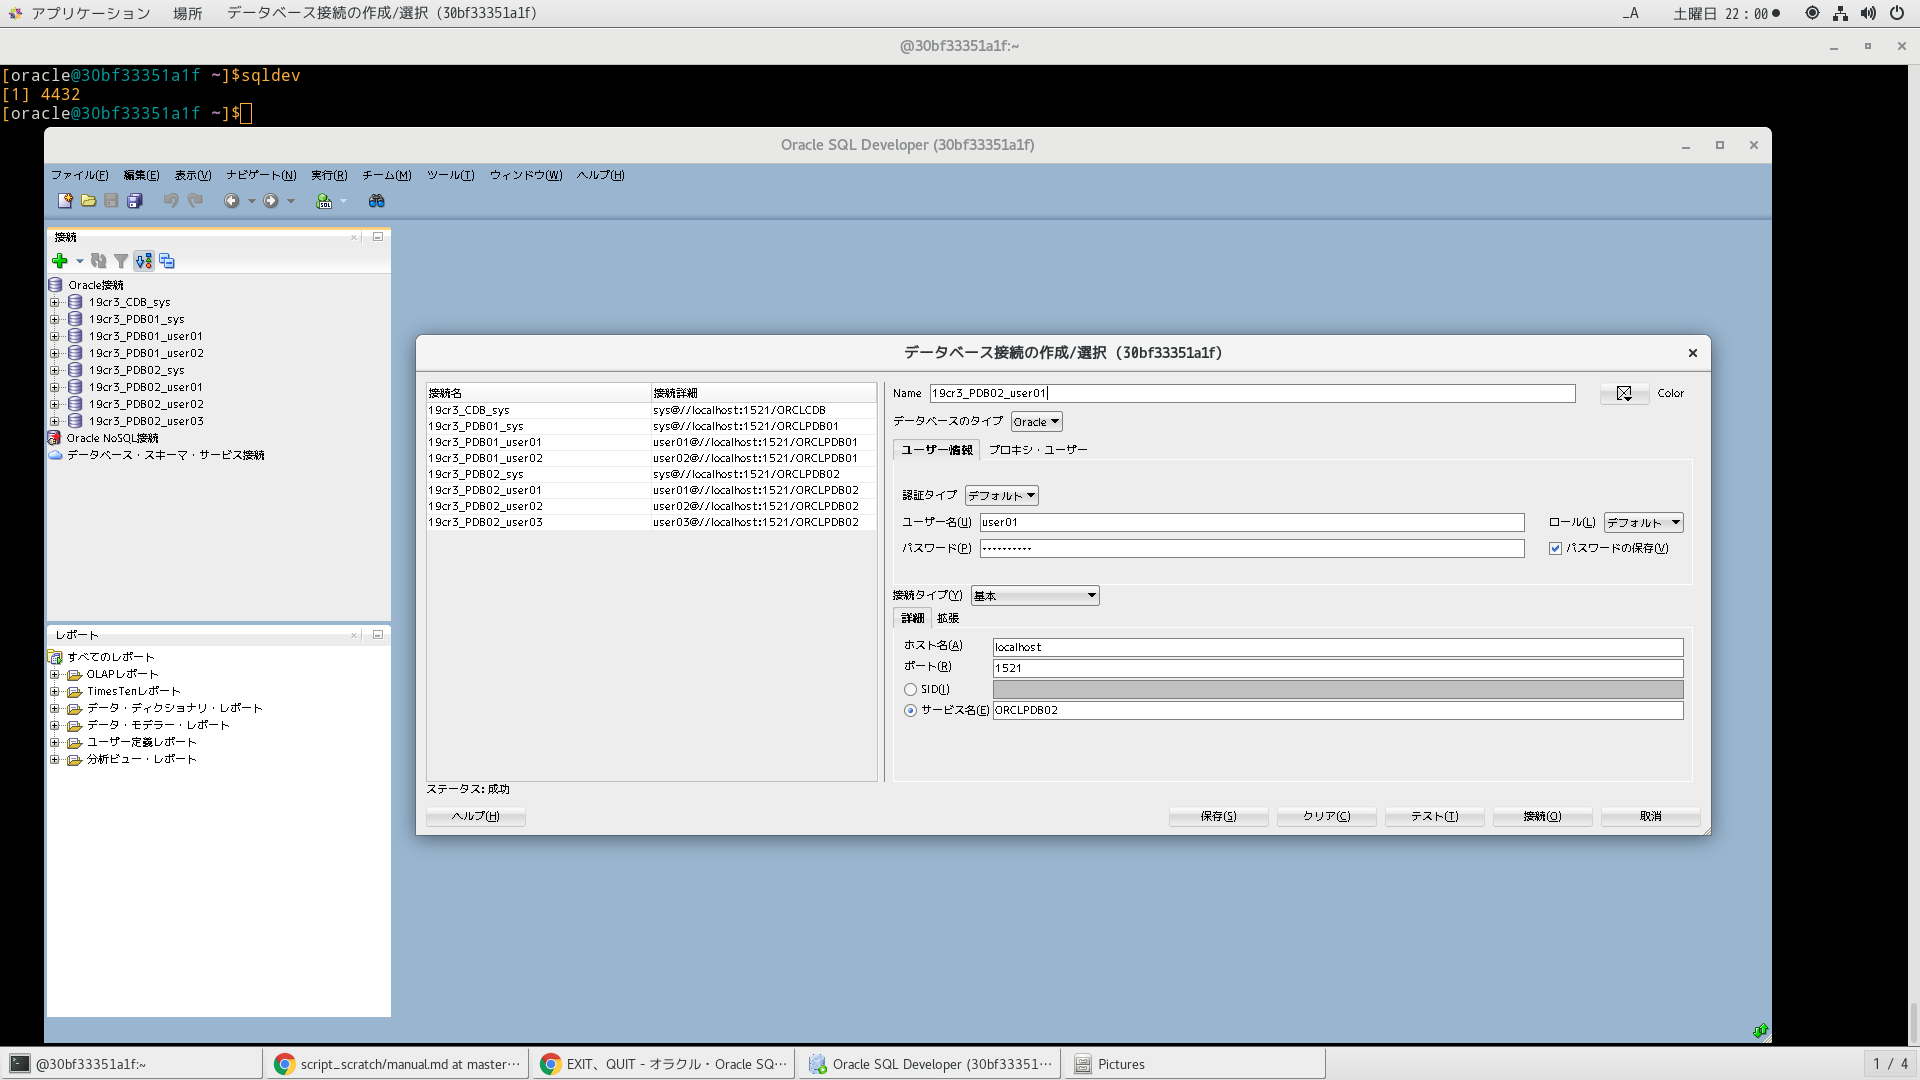 アプリケーション 場所 データベース接続の作成/選択 (30bf33351a1f) _A 土曜日 22：00●
@30bf33351a1f:~
[oracle@30bf33351a1f ~]$sqldev
[1] 4432
[oracle@30bf33351a1f ~]$
Oracle SQL Developer (30bf33351a1f)
ファイル(F) 編集(E) 表示(V) ナビゲート(N) 実行(R) チーム(M) ツール(T) ウィンドウ(W) ヘルプ(H)
接続
Oracle接続
19cr3_CDB_sys
19cr3_PDB01_sys
19cr3_PDB01_user01
19cr3_PDB01_user02
19cr3_PDB02_sys
19cr3_PDB02_user01
19cr3_PDB02_user02
19cr3_PDB02_user03
Oracle NoSQL接続
データベース・スキーマ・サービス接続
レポート
すべてのレポート
OLAPレポート
TimesTenレポート
データ・ディクショナリ・レポート
データ・モデラー・レポート
ユーザー定義レポート
分析ビュー・レポート
データベース接続の作成/選択 (30bf33351a1f)
接続名 接続詳細
19cr3_CDB_sys sys@//localhost:1521/ORCLCDB
19cr3_PDB01_sys sys@//localhost:1521/ORCLPDB01
19cr3_PDB01_user01 user01@//localhost:1521/ORCLPDB01
19cr3_PDB01_user02 user02@//localhost:1521/ORCLPDB01
19cr3_PDB02_sys sys@//localhost:1521/ORCLPDB02
19cr3_PDB02_user01 user01@//localhost:1521/ORCLPDB02
19cr3_PDB02_user02 user02@//localhost:1521/ORCLPDB02
19cr3_PDB02_user03 user03@//localhost:1521/ORCLPDB02
Name 19cr3_PDB02_user01 Color
データベースのタイプ Oracle
ユーザー情報 プロキシ・ユーザー
認証タイプ デフォルト
ユーザー名(U) user01 ロール(L) デフォルト
パスワード(P) •••••••••• パスワードの保存(V)
接続タイプ(Y) 基本
詳細 拡張
ホスト名(A) localhost
ポート(R) 1521
SID(I)
サービス名(E) ORCLPDB02
ステータス: 成功
ヘルプ(H) 保存(S) クリア(C) テスト(T) 接続(O) 取消
@30bf33351a1f:~ script_scratch/manual.md at master··· EXIT、QUIT - オラクル・Oracle SQ··· Oracle SQL Developer (30bf33351··· Pictures 1 / 4